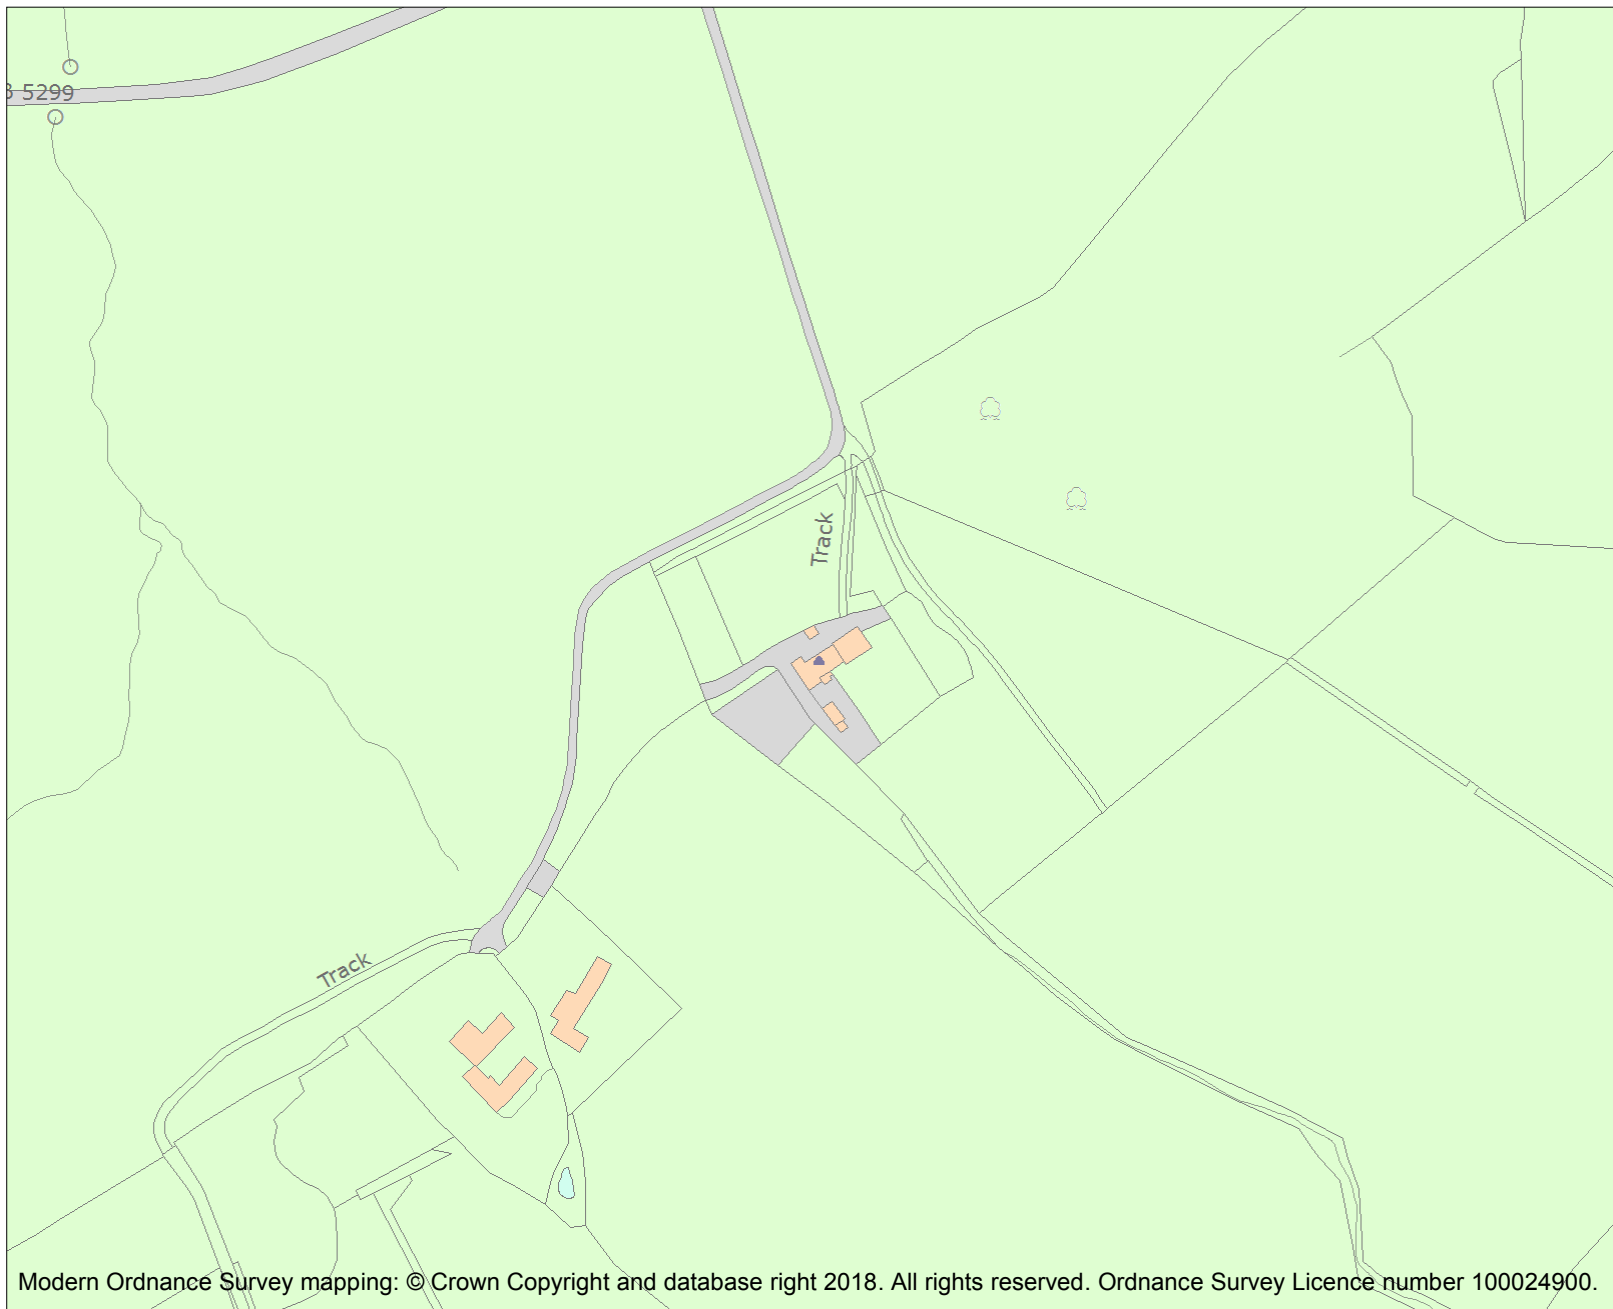 B 5299
Track
Track
Modern Ordnance Survey mapping: © Crown Copyright and database right 2018. All rights reserved. Ordnance Survey Licence number 100024900.